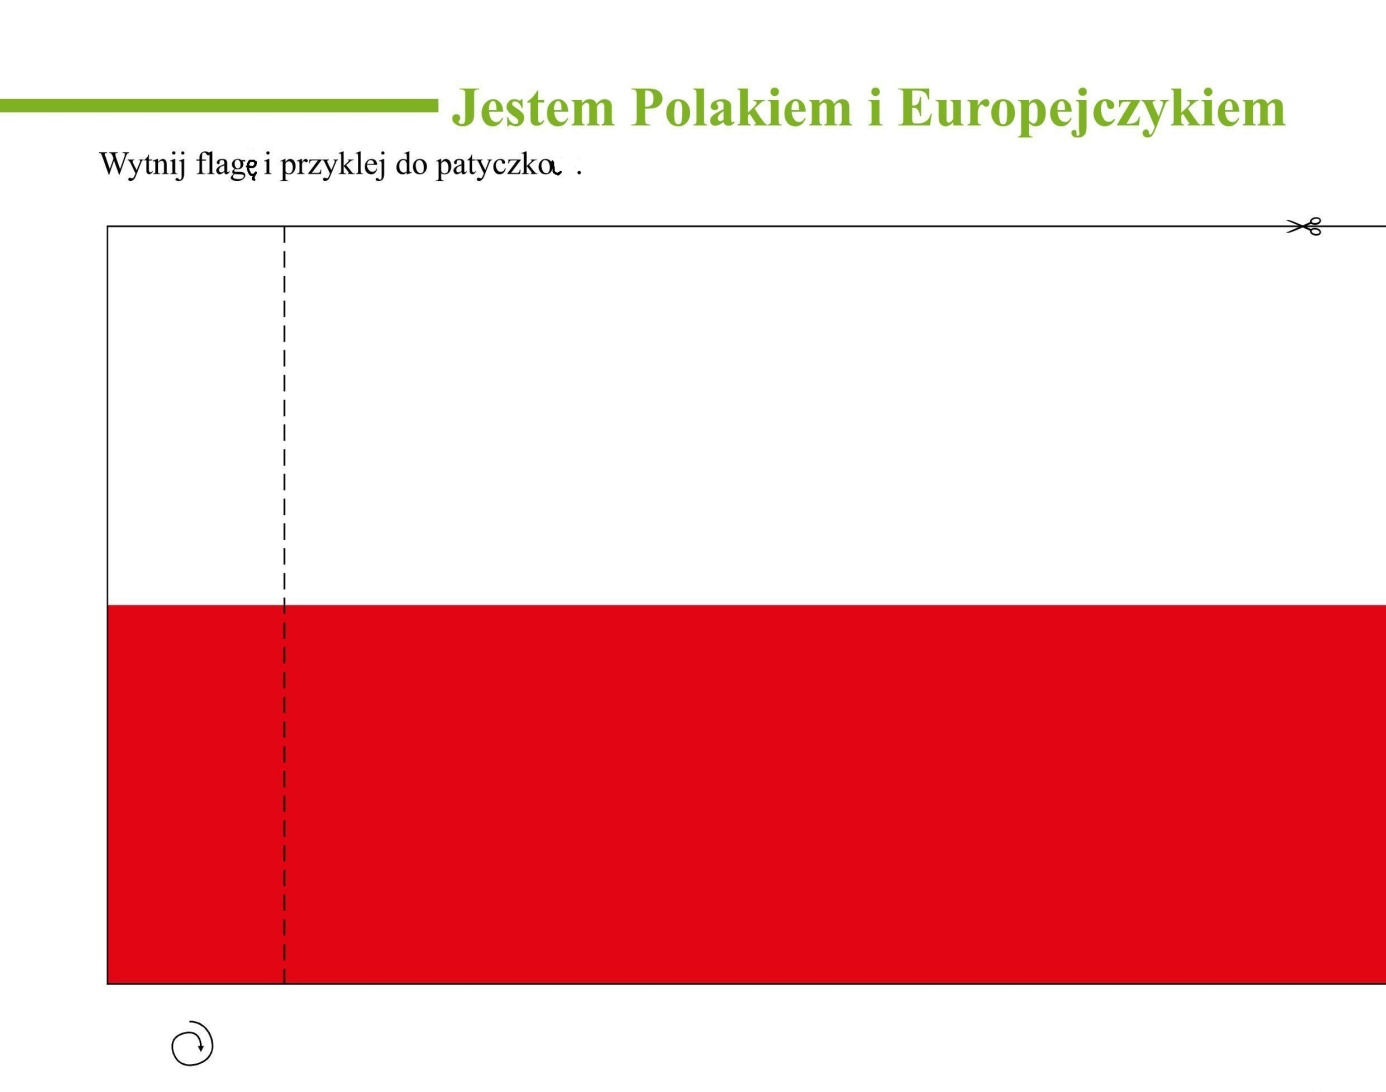 Jestem Polakiem i Europejczykiem
Wytnij flagę i przyklej do patyczka .